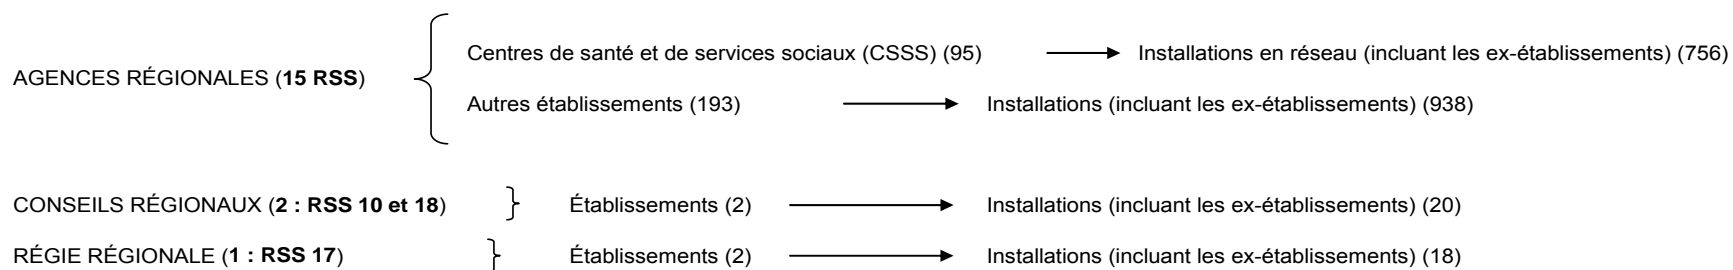 Centres de santé et de services sociaux (CSSS) (95) Installations en réseau (incluant les ex-établissements) (756)
AGENCES RÉGIONALES (15 RSS)
Autres établissements (193) Installations (incluant les ex-établissements) (938)
CONSEILS RÉGIONAUX (2 : RSS 10 et 18) Établissements (2) Installations (incluant les ex-établissements) (20)
RÉGIE RÉGIONALE (1 : RSS 17) Établissements (2) Installations (incluant les ex-établissements) (18)